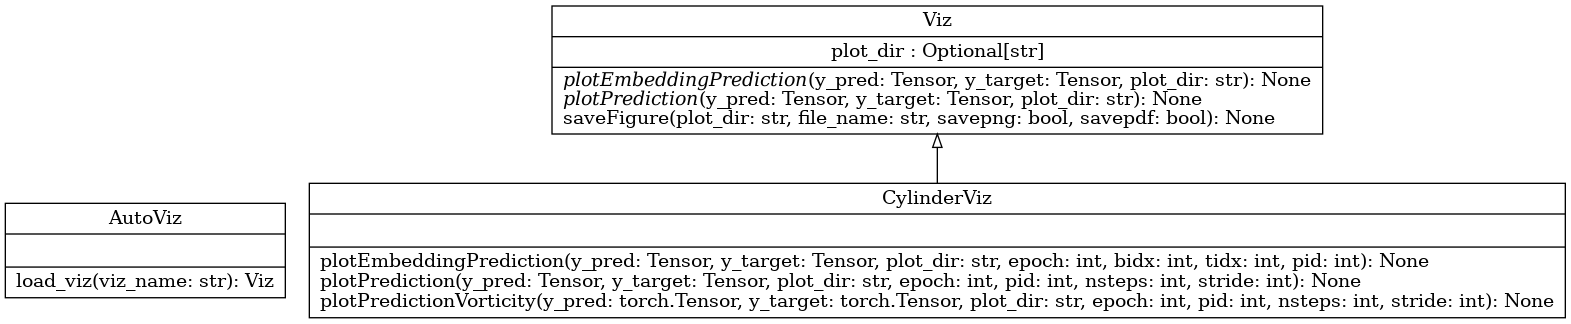 Viz
plot_dir : Optional[str]
plotEmbeddingPrediction(y_pred: Tensor, y_target: Tensor, plot_dir: str): None
plotPrediction(y_pred: Tensor, y_target: Tensor, plot_dir: str): None
saveFigure(plot_dir: str, file_name: str, savepng: bool, savepdf: bool): None
AutoViz
load_viz(viz_name: str): Viz
CylinderViz
plotEmbeddingPrediction(y_pred: Tensor, y_target: Tensor, plot_dir: str, epoch: int, bidx: int, tidx: int, pid: int): None
plotPrediction(y_pred: Tensor, y_target: Tensor, plot_dir: str, epoch: int, pid: int, nsteps: int, stride: int): None
plotPredictionVorticity(y_pred: torch.Tensor, y_target: torch.Tensor, plot_dir: str, epoch: int, pid: int, nsteps: int, stride: int): None